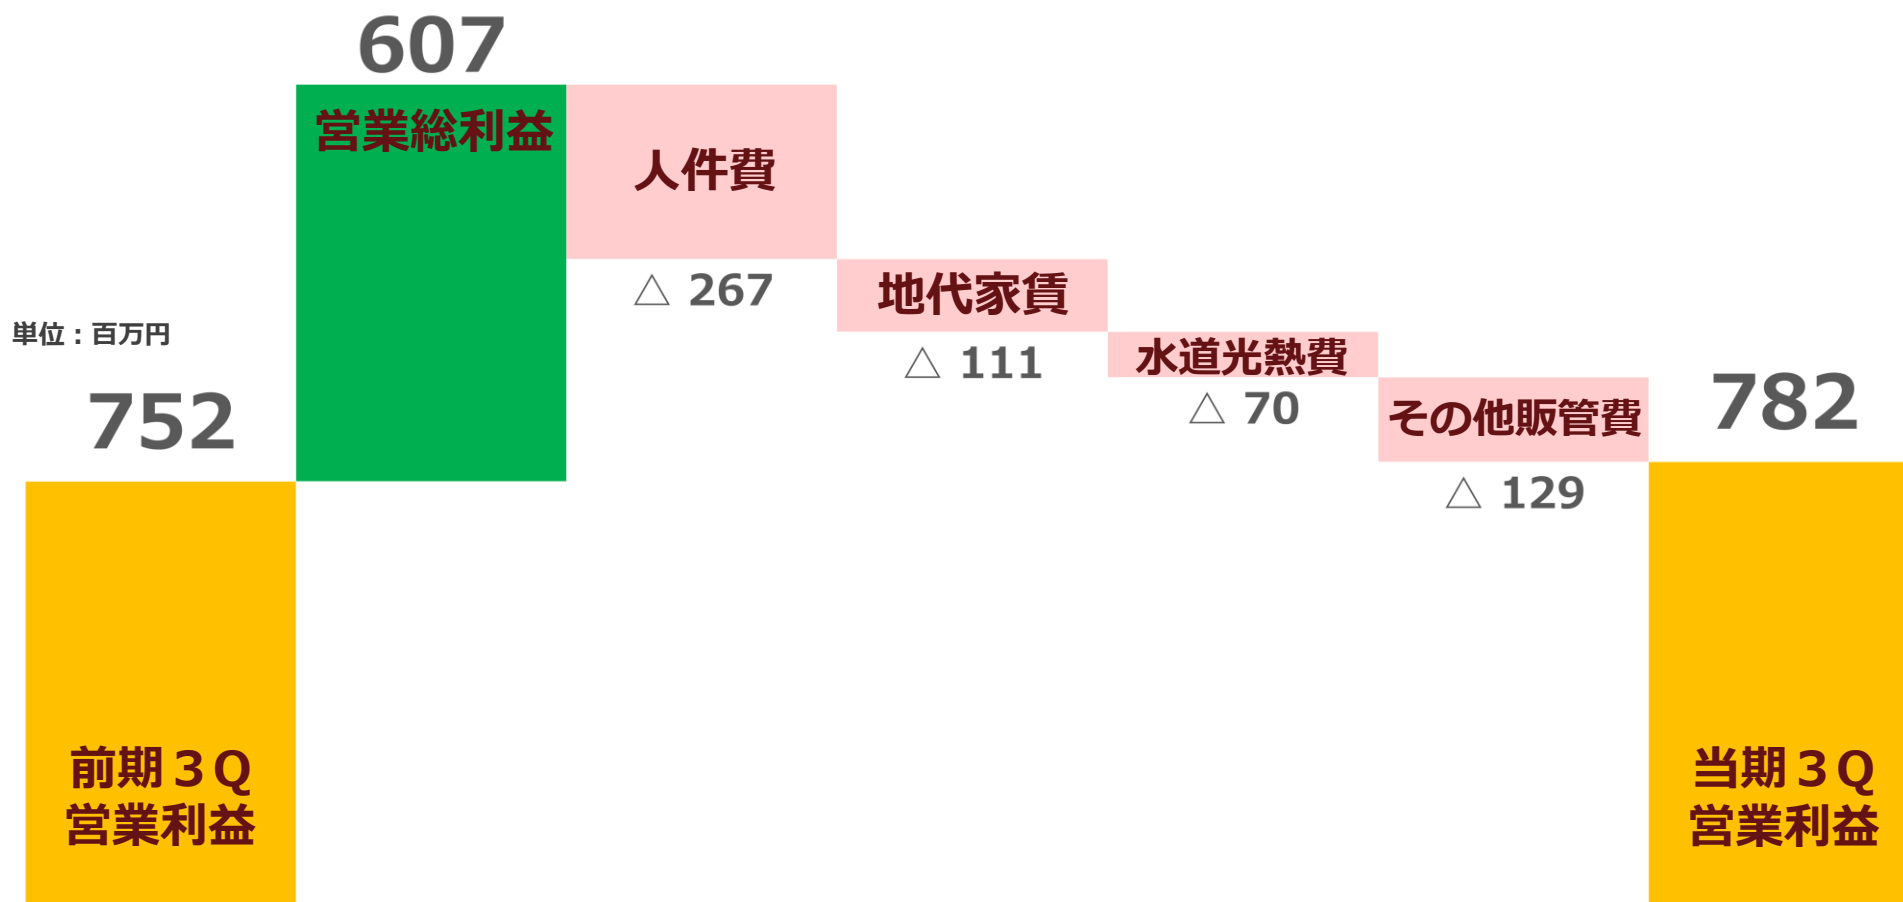 607
営業総利益
人件費
△ 267
地代家賃
△ 111
水道光熱費
△ 70
その他販管費
△ 129
単位：百万円
752
782
前期３Q
営業利益
当期３Q
営業利益